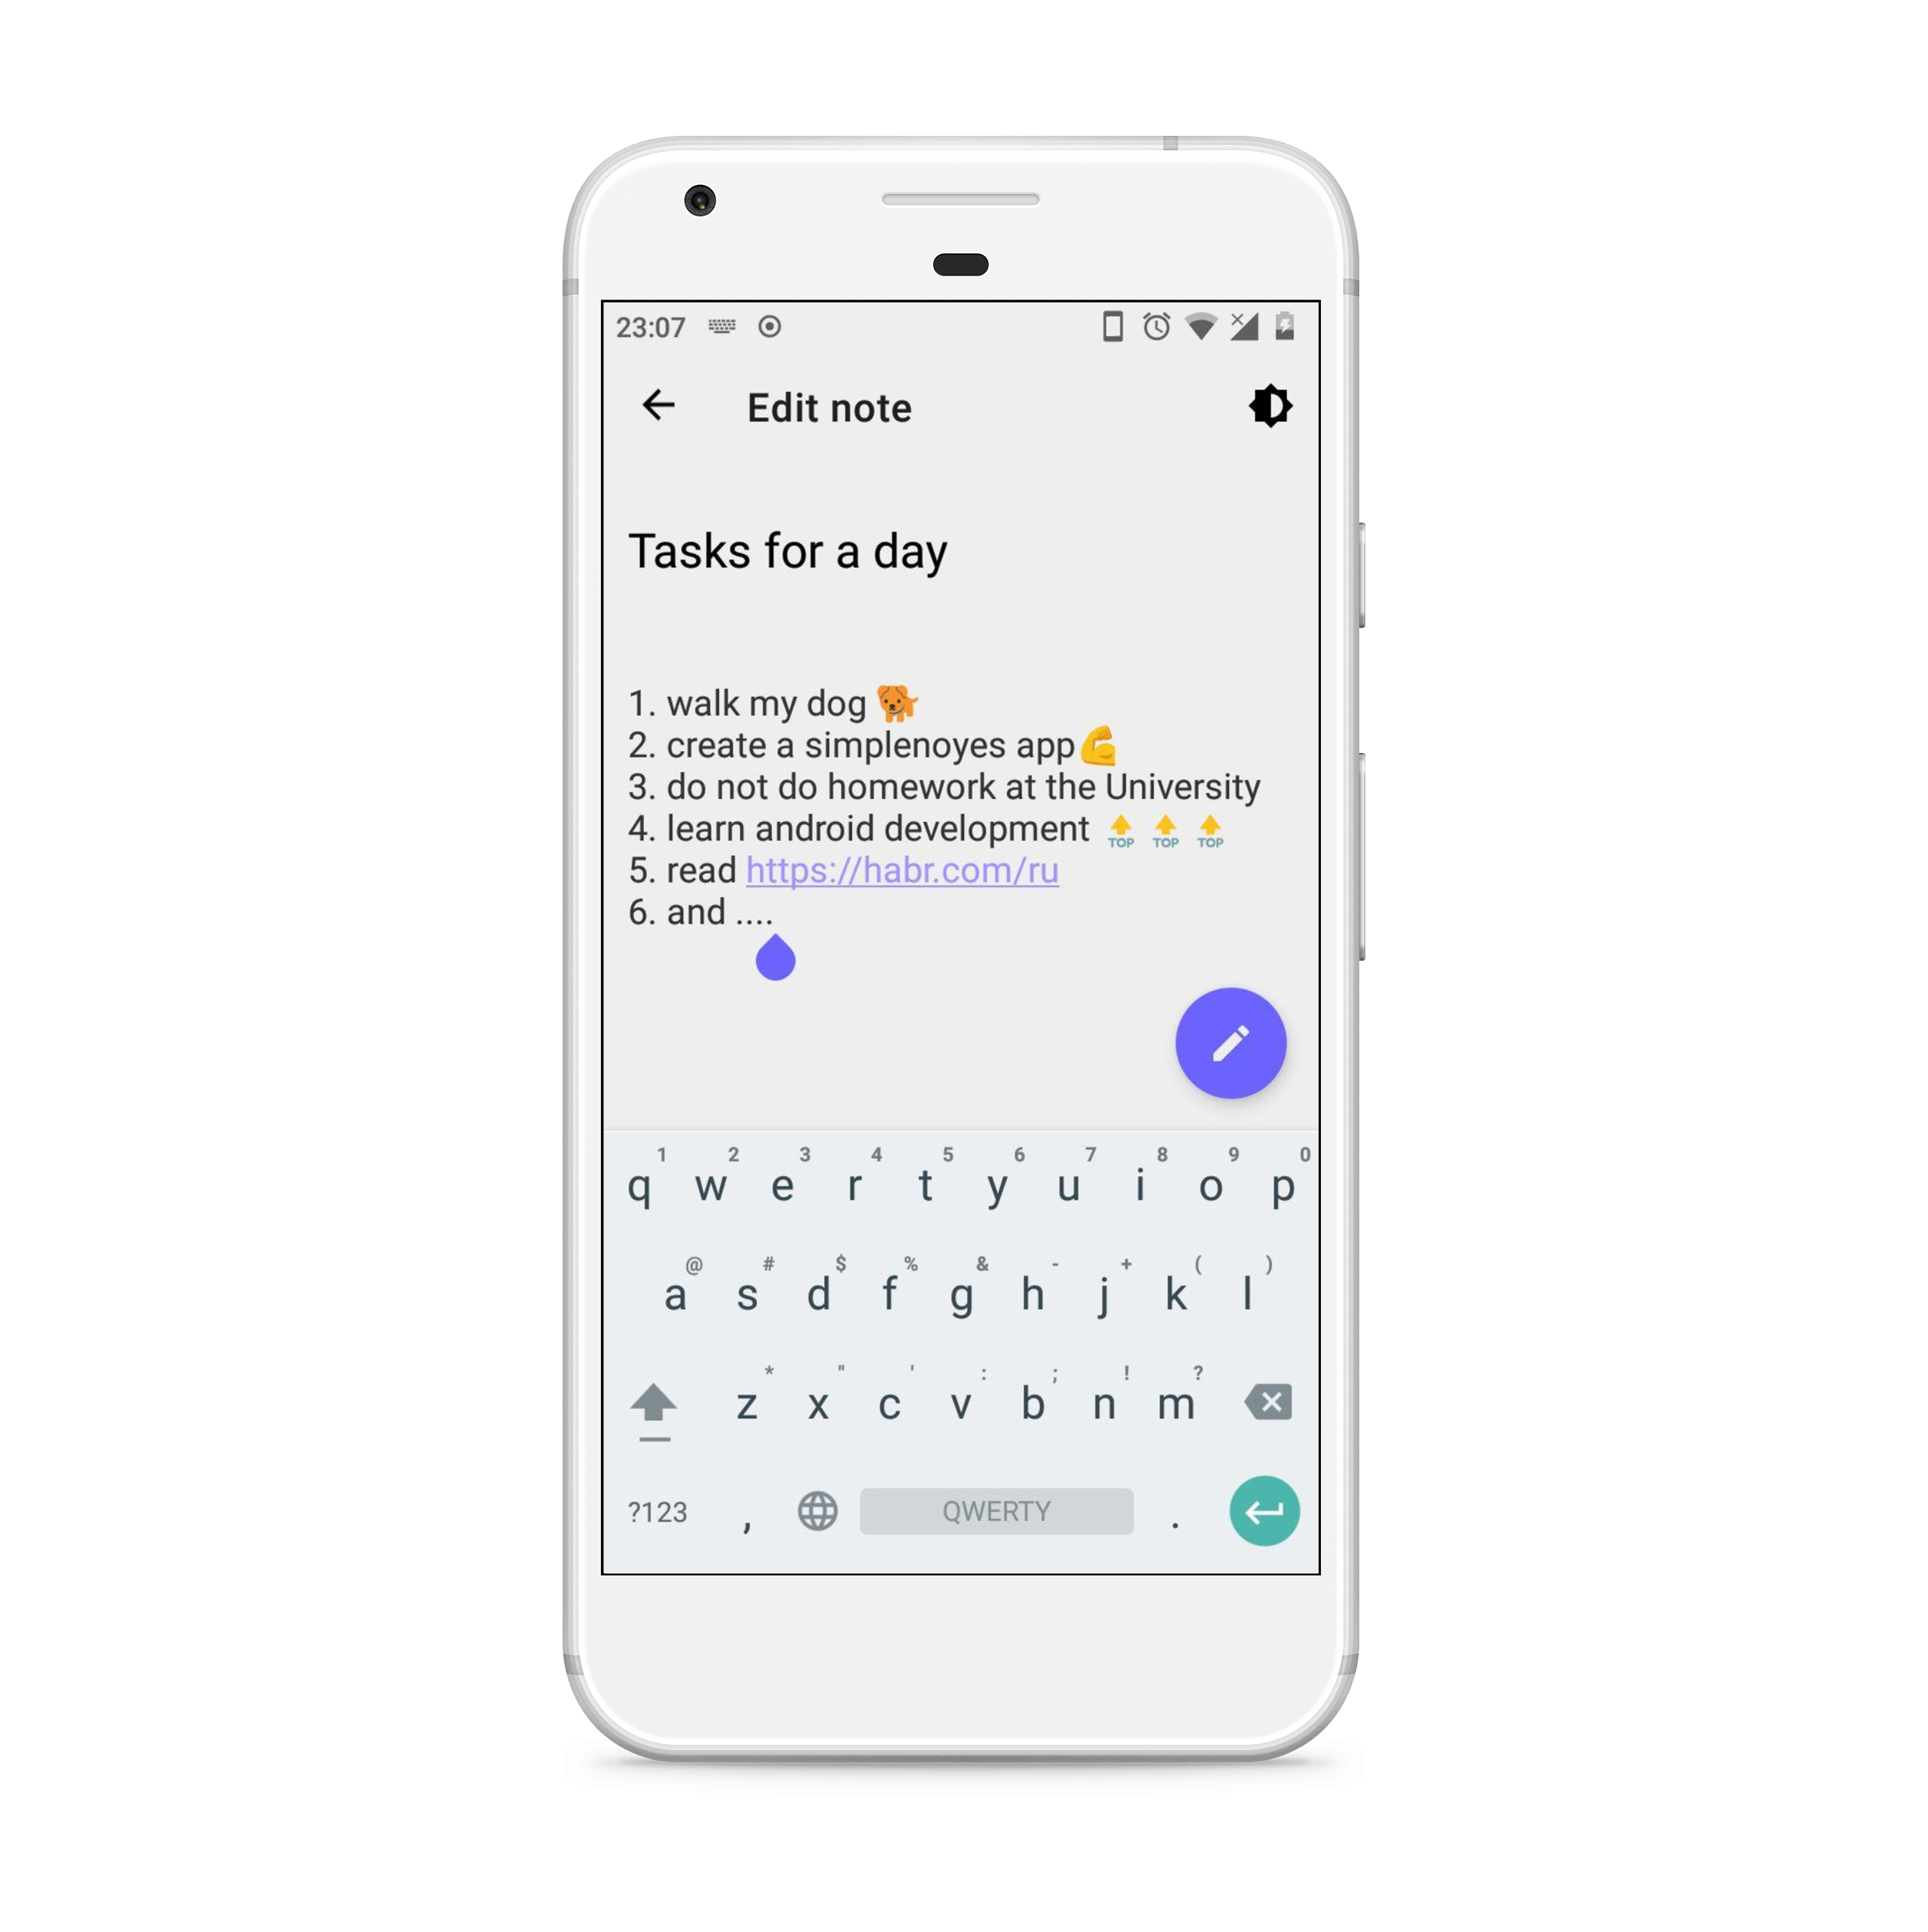 23:07
Edit note
Tasks for a day
1. walk my dog 🐕
2. create a simplenoyes app💪
3. do not do homework at the University
4. learn android development 🔝 🔝 🔝
5. read https://habr.com/ru
6. and ....
1 2 3 4 5 6 7 8 9 0
q w e r t y u i o p
@ # $ % & - + ( )
a s d f g h j k l
* " ' : ; ! ?
z x c v b n m
?123 , QWERTY .